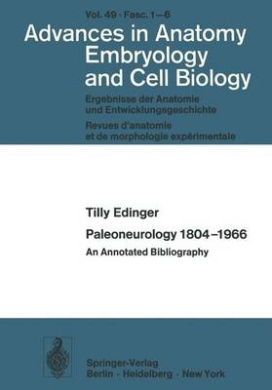 Vol. 49 · Fasc. 1–6
Advances in Anatomy
Embryology
and Cell Biology
Ergebnisse der Anatomie
und Entwicklungsgeschichte
Revues d'anatomie
et de morphologie expérimentale
Tilly Edinger
Paleoneurology 1804–1966
An Annotated Bibliography
Springer-Verlag
Berlin · Heidelberg · New York